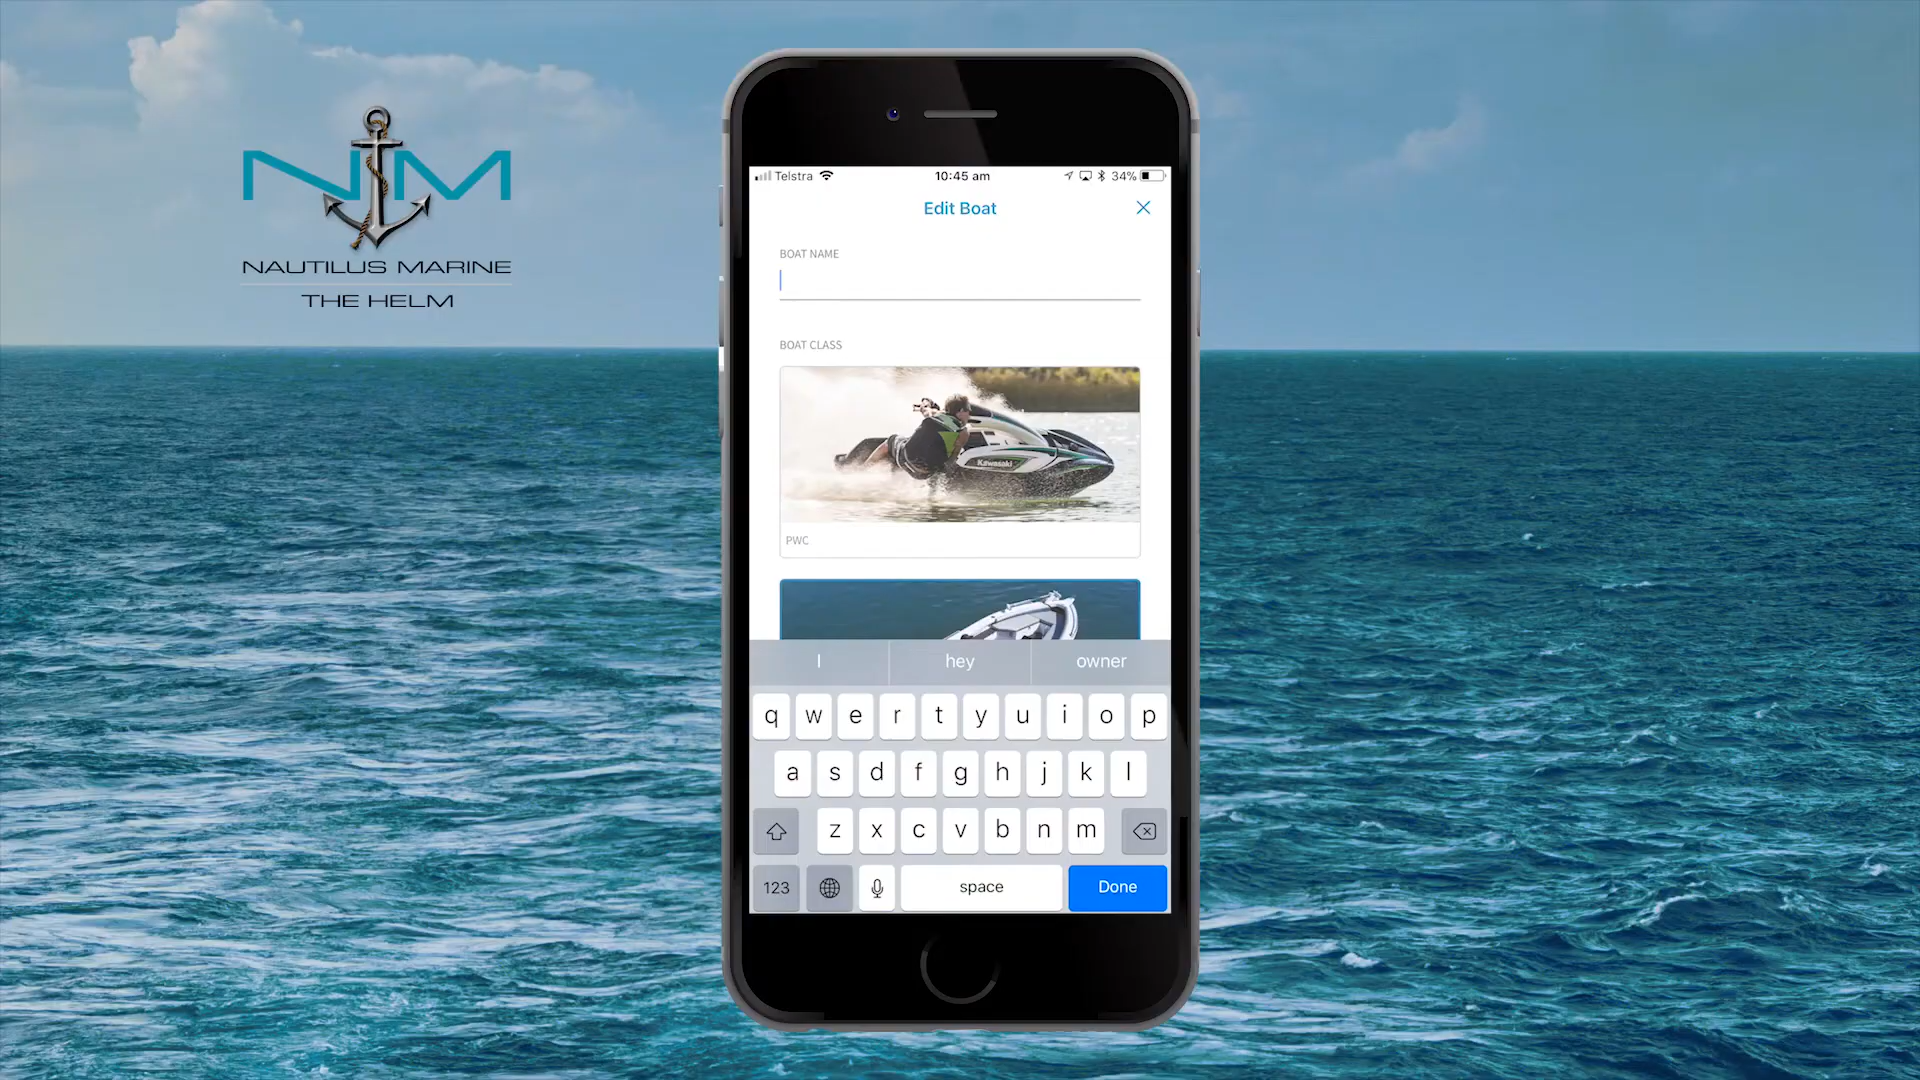 NM
NAUTILUS MARINE
THE HELM
Telstra 10:45 am 34%
Edit Boat
BOAT NAME
BOAT CLASS
Kawasaki
PWC
I hey owner
q w e r t y u i o p
a s d f g h j k l
z x c v b n m
123 space Done